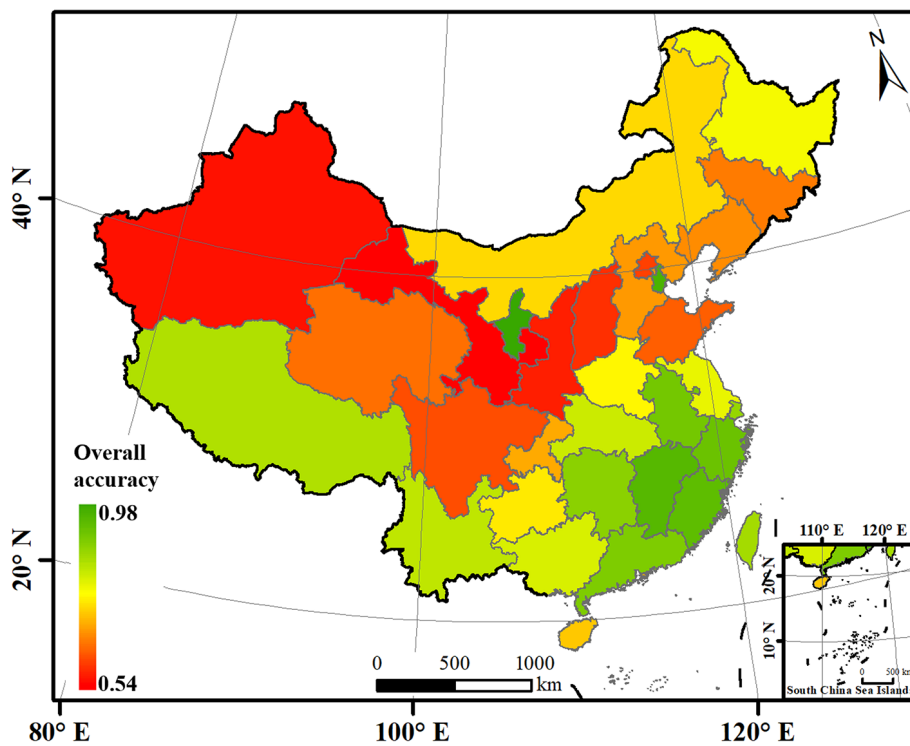 N
40° N
Overall
accuracy
0.98
0.54
20° N
0 500 1000
km
110° E 120° E
20° N
10° N
0 500 km
South China Sea Island
80° E 100° E 120° E